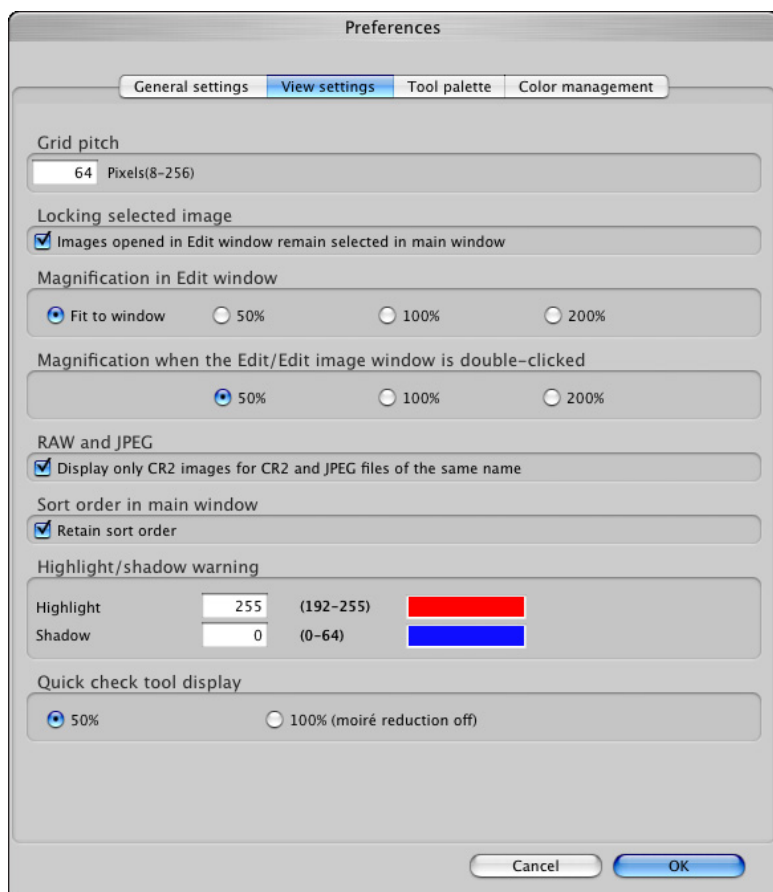 Preferences
General settings View settings Tool palette Color management
Grid pitch
64 Pixels(8-256)
Locking selected image
Images opened in Edit window remain selected in main window
Magnification in Edit window
Fit to window 50% 100% 200%
Magnification when the Edit/Edit image window is double-clicked
50% 100% 200%
RAW and JPEG
Display only CR2 images for CR2 and JPEG files of the same name
Sort order in main window
Retain sort order
Highlight/shadow warning
Highlight 255 (192-255)
Shadow 0 (0-64)
Quick check tool display
50% 100% (moiré reduction off)
Cancel OK